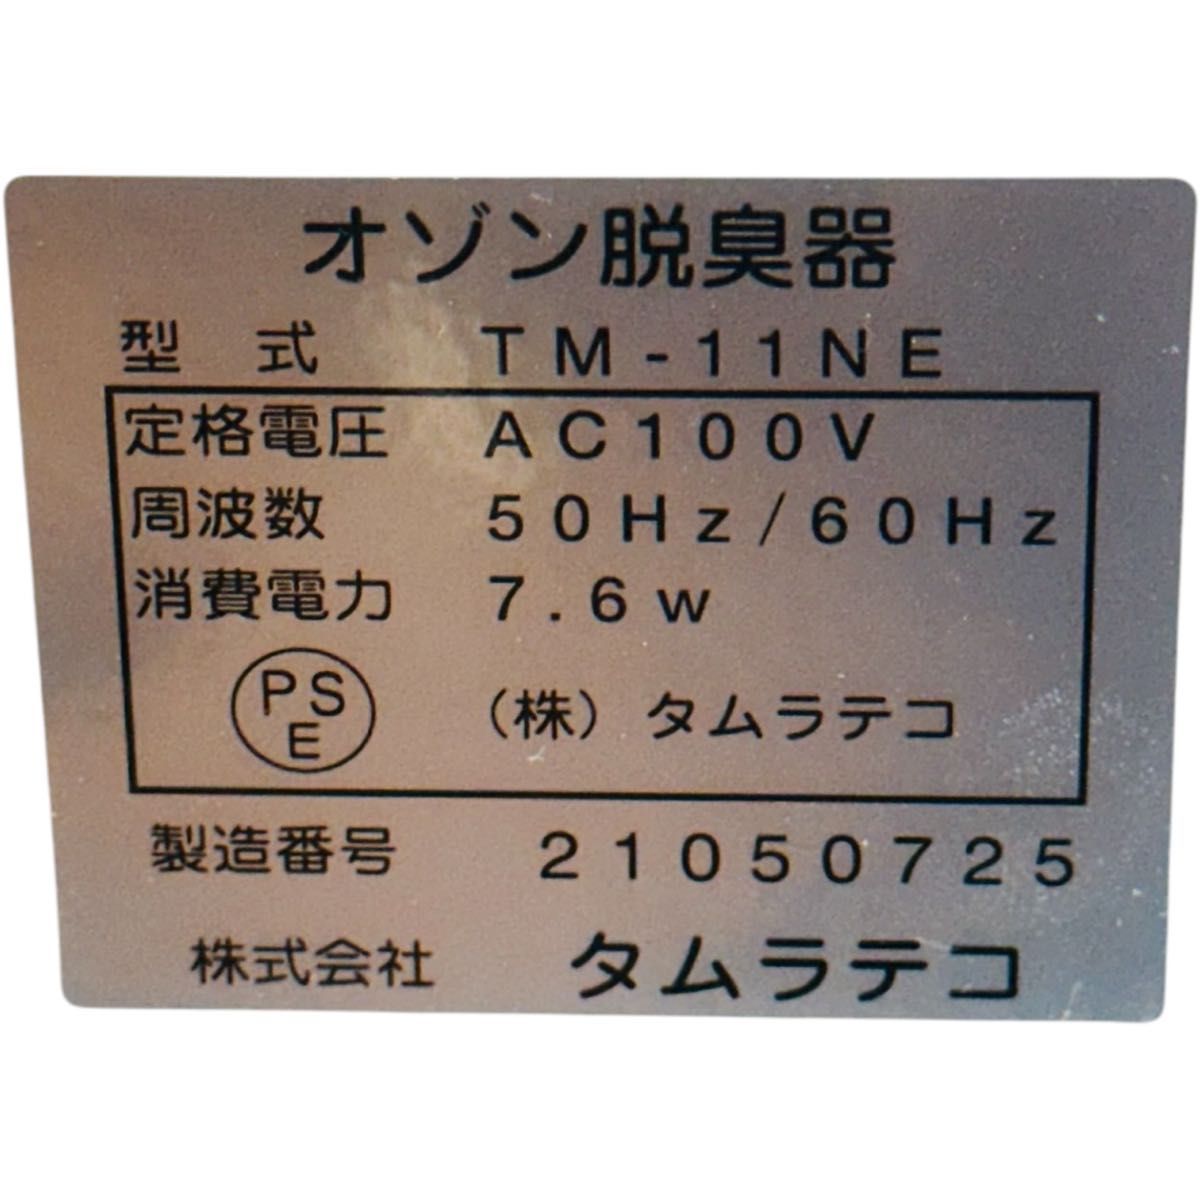 オゾン脱臭器
型 式 TM-11NE
定格電圧 AC100V
周波数 50Hz/60Hz
消費電力 7.6w
PS
E
(株)タムラテコ
製造番号 21050725
株式会社 タムラテコ